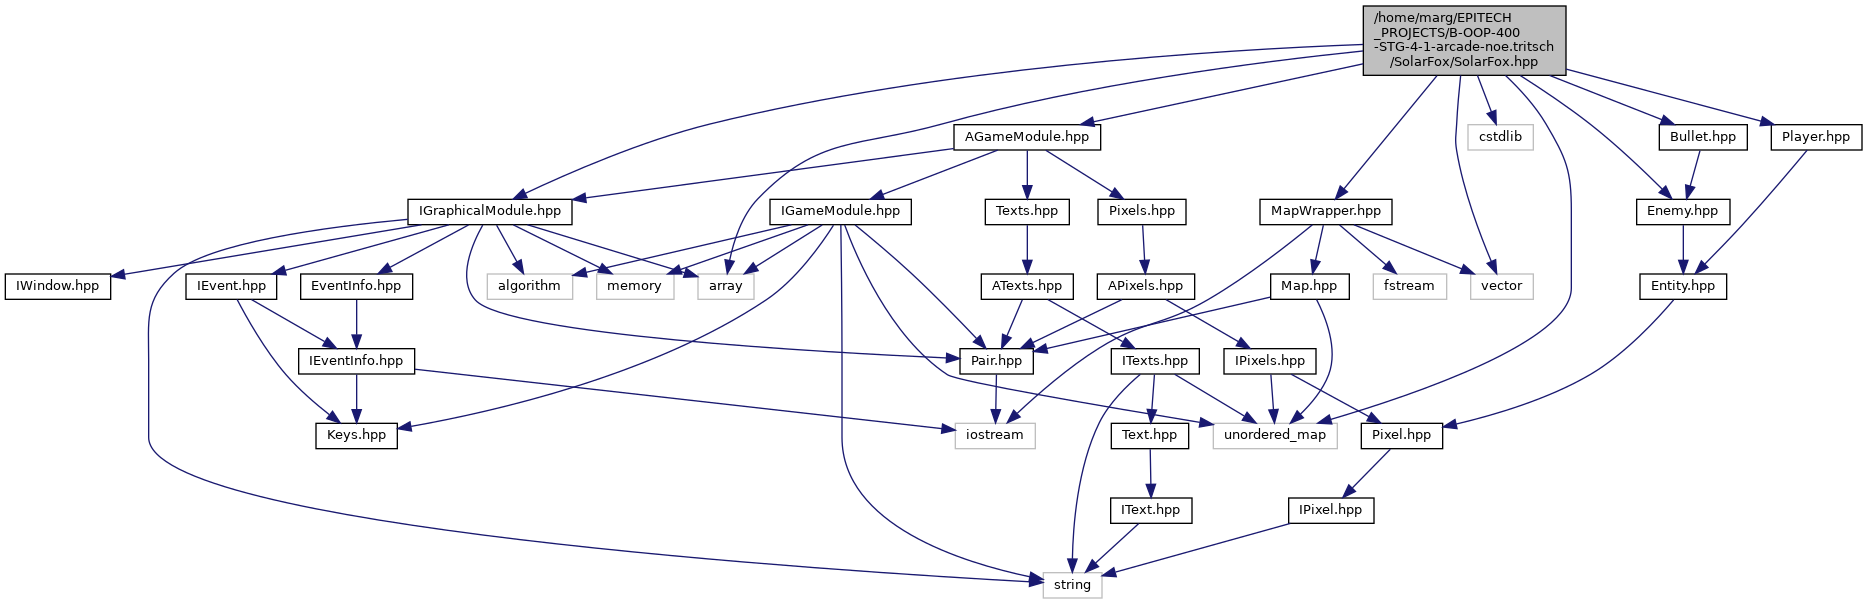 /home/marg/EPITECH
_PROJECTS/B-OOP-400
-STG-4-1-arcade-noe.tritsch
/SolarFox/SolarFox.hpp
AGameModule.hpp
cstdlib
Bullet.hpp
Player.hpp
IGraphicalModule.hpp
IGameModule.hpp
Texts.hpp
Pixels.hpp
MapWrapper.hpp
Enemy.hpp
IWindow.hpp
IEvent.hpp
EventInfo.hpp
algorithm
memory
array
ATexts.hpp
APixels.hpp
Map.hpp
fstream
vector
Entity.hpp
IEventInfo.hpp
Pair.hpp
ITexts.hpp
IPixels.hpp
Keys.hpp
iostream
Text.hpp
unordered_map
Pixel.hpp
IText.hpp
IPixel.hpp
string